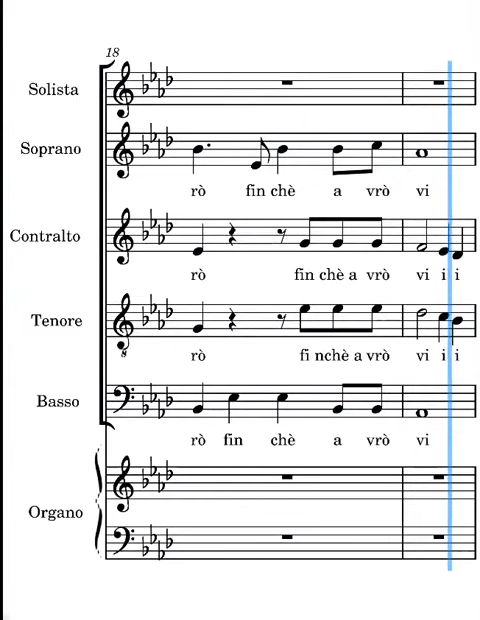 18
Solista
Soprano
rò fin chè a vrò vi
Contralto
rò fin chè a vrò vi i i
Tenore
8
rò fi nchè a vrò vi i i
Basso
rò fin chè a vrò vi
Organo